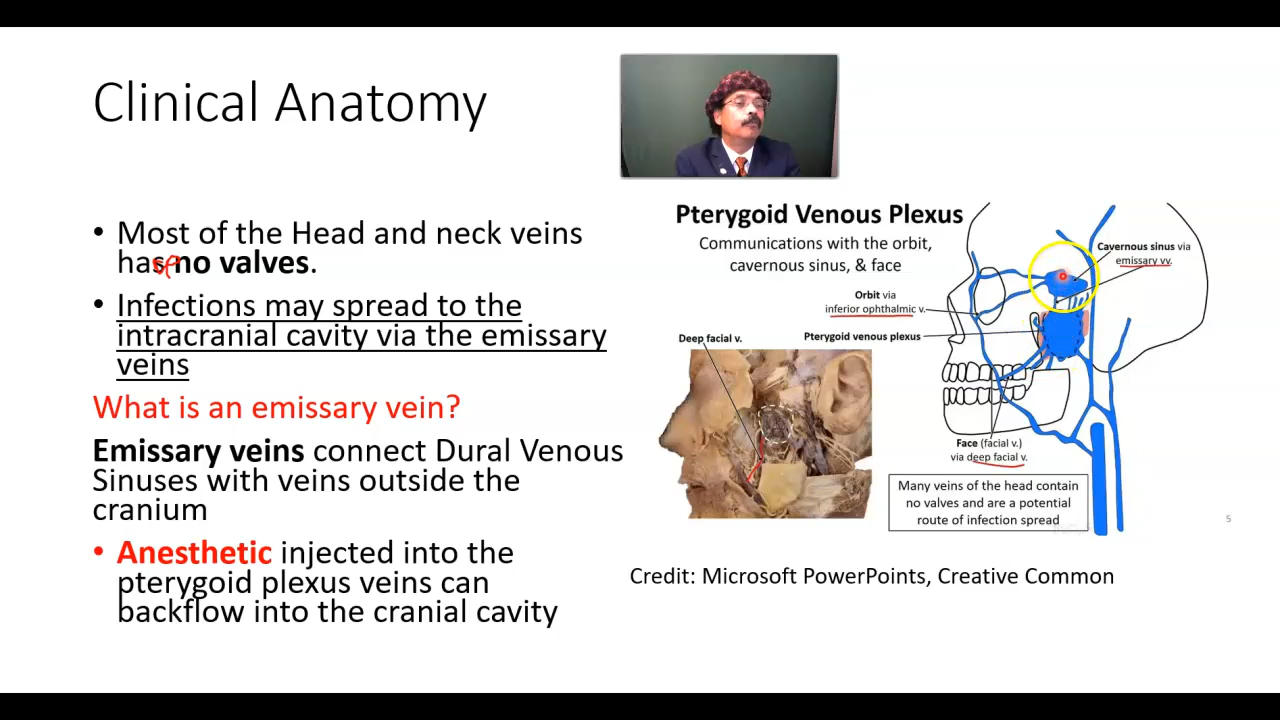 Clinical Anatomy
• Most of the Head and neck veins
has no valves.
• Infections may spread to the
intracranial cavity via the emissary
veins
What is an emissary vein?
Emissary veins connect Dural Venous
Sinuses with veins outside the
cranium
• Anesthetic injected into the
pterygoid plexus veins can
backflow into the cranial cavity
Pterygoid Venous Plexus
Communications with the orbit,
cavernous sinus, & face
Cavernous sinus via
emissary vv.
Orbit via
inferior ophthalmic v.
Pterygoid venous plexus
Deep facial v.
Face (facial v.)
via deep facial v.
Many veins of the head contain
no valves and are a potential
route of infection spread
5
Credit: Microsoft PowerPoints, Creative Common